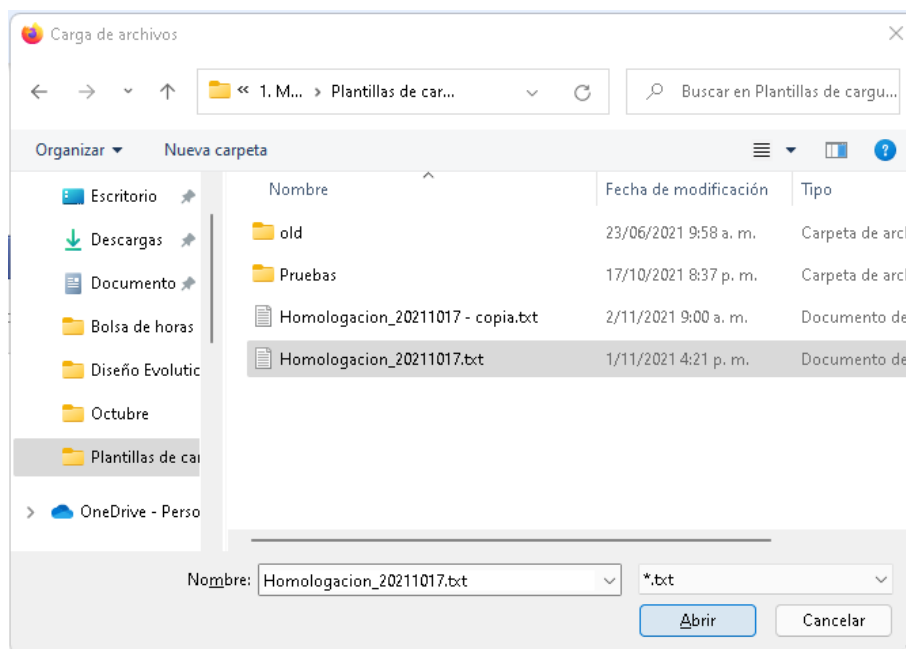 Carga de archivos
« 1. M... > Plantillas de car...
Buscar en Plantillas de cargu...
Organizar
Nueva carpeta
Escritorio
Descargas
Documento
Bolsa de horas
Diseño Evolutic
Octubre
Plantillas de car
OneDrive - Perso
Nombre Fecha de modificación Tipo
old 23/06/2021 9:58 a. m. Carpeta de arc
Pruebas 17/10/2021 8:37 p. m. Carpeta de arc
Homologacion_20211017 - copia.txt 2/11/2021 9:00 a. m. Documento de
Homologacion_20211017.txt 1/11/2021 4:21 p. m. Documento de
Nombre: Homologacion_20211017.txt *.txt
Abrir Cancelar